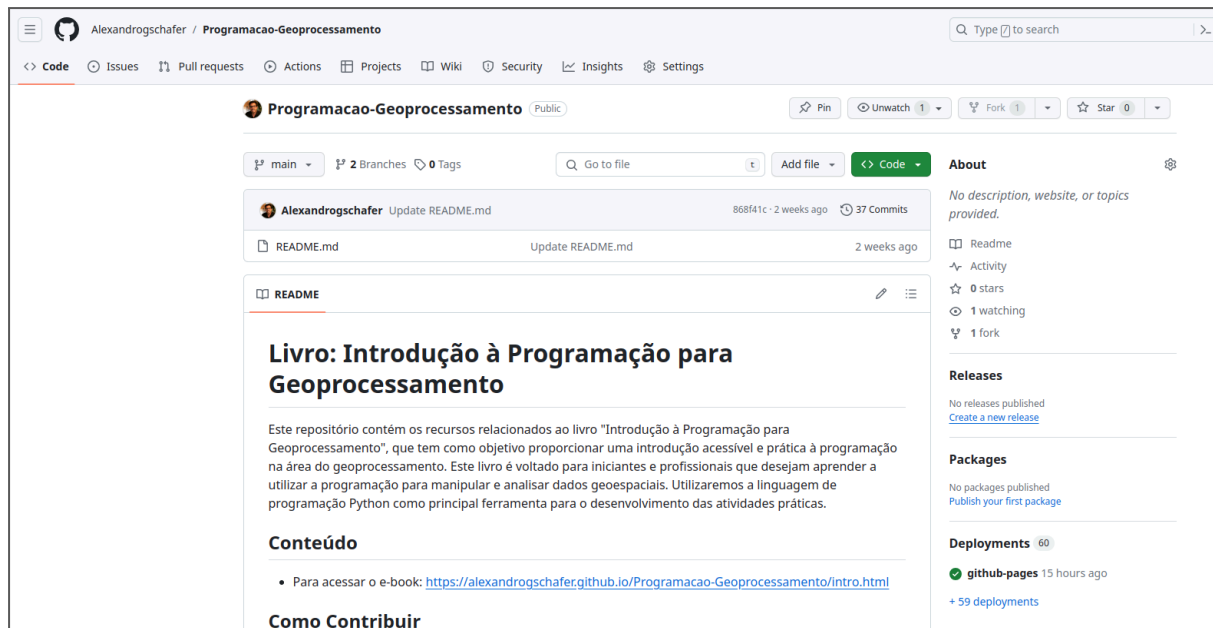 Alexandrogschafer / Programacao-Geoprocessamento
Type / to search
>_
<> Code Issues Pull requests Actions Projects Wiki Security Insights Settings
Programacao-Geoprocessamento Public
Pin Unwatch 1 Fork 1 Star 0
main 2 Branches 0 Tags
Go to file t Add file <> Code
Alexandrogschafer Update README.md 868f41c · 2 weeks ago 37 Commits
README.md Update README.md 2 weeks ago
README
Livro: Introdução à Programação para
Geoprocessamento
Este repositório contém os recursos relacionados ao livro "Introdução à Programação para
Geoprocessamento", que tem como objetivo proporcionar uma introdução acessível e prática à programação
na área do geoprocessamento. Este livro é voltado para iniciantes e profissionais que desejam aprender a
utilizar a programação para manipular e analisar dados geoespaciais. Utilizaremos a linguagem de
programação Python como principal ferramenta para o desenvolvimento das atividades práticas.
Conteúdo
• Para acessar o e-book: https://alexandrogschafer.github.io/Programacao-Geoprocessamento/intro.html
Como Contribuir
About
No description, website, or topics
provided.
Readme
Activity
0 stars
1 watching
1 fork
Releases
No releases published
Create a new release
Packages
No packages published
Publish your first package
Deployments 60
github-pages 15 hours ago
+ 59 deployments